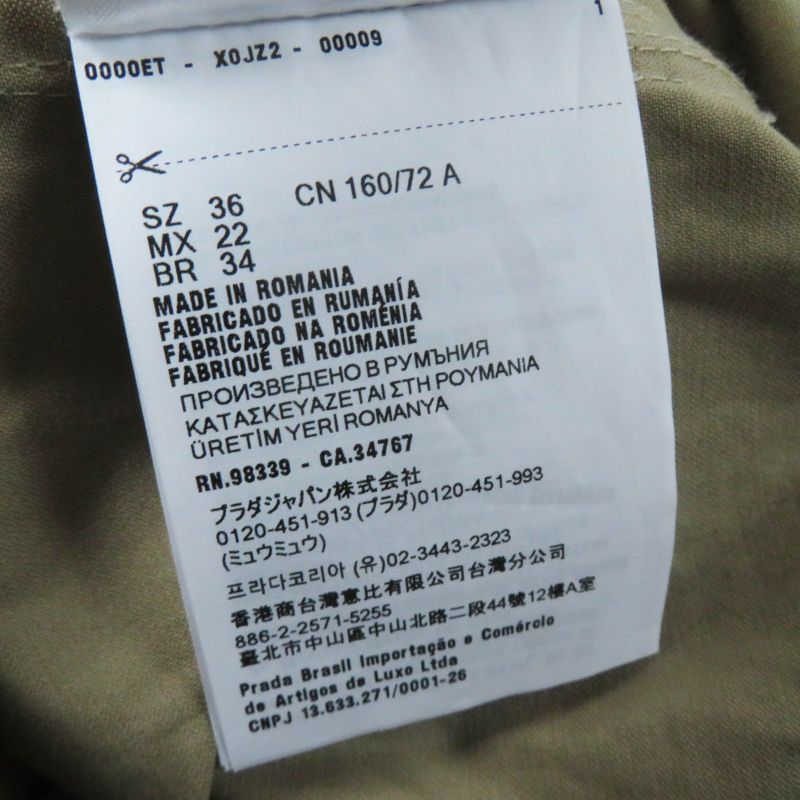 0000ET - X0JZ2 - 00009
1
SZ 36 CN 160/72 A
MX 22
BR 34
MADE IN ROMANIA
FABRICADO EN RUMANÍA
FABRICADO NA ROMÉNIA
FABRIQUÉ EN ROUMANIE
ПРОИЗВЕДЕНО В РУМЪНИЯ
ΚΑΤΑΣΚΕΥΑΖΕΤΑΙ ΣΤΗ ΡΟΥΜΑΝΙΑ
ÜRETİM YERİ ROMANYA
RN.98339 - CA.34767
プラダジャパン株式会社
0120-451-913 (プラダ)0120-451-993
(ミュウミュウ)
프라다코리아 (유)02-3443-2323
香港商台灣惠比有限公司台灣分公司
886-2-2571-5255
臺北市中山區中山北路二段44號12樓A室
Prada Brasil Importação e Comércio
de Artigos de Luxo Ltda
CNPJ 13.633.271/0001-26